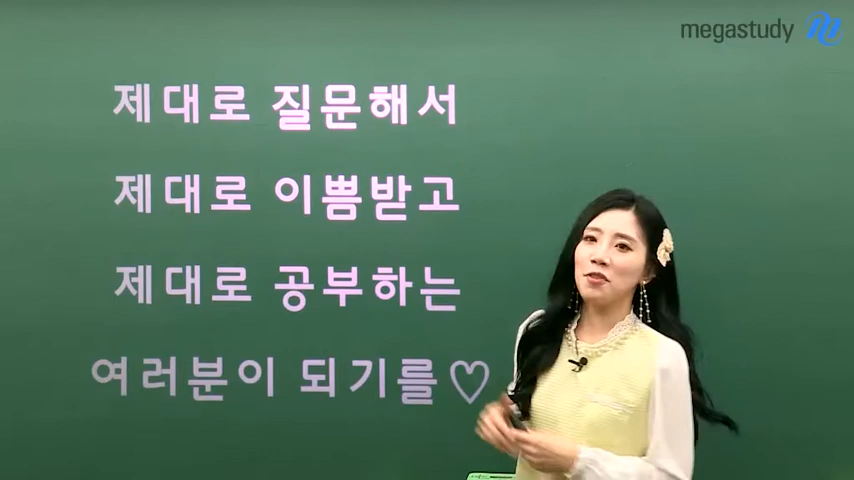 megastudy
제대로 질문해서
제대로 이쁨받고
제대로 공부하는
여러분이 되기를♡